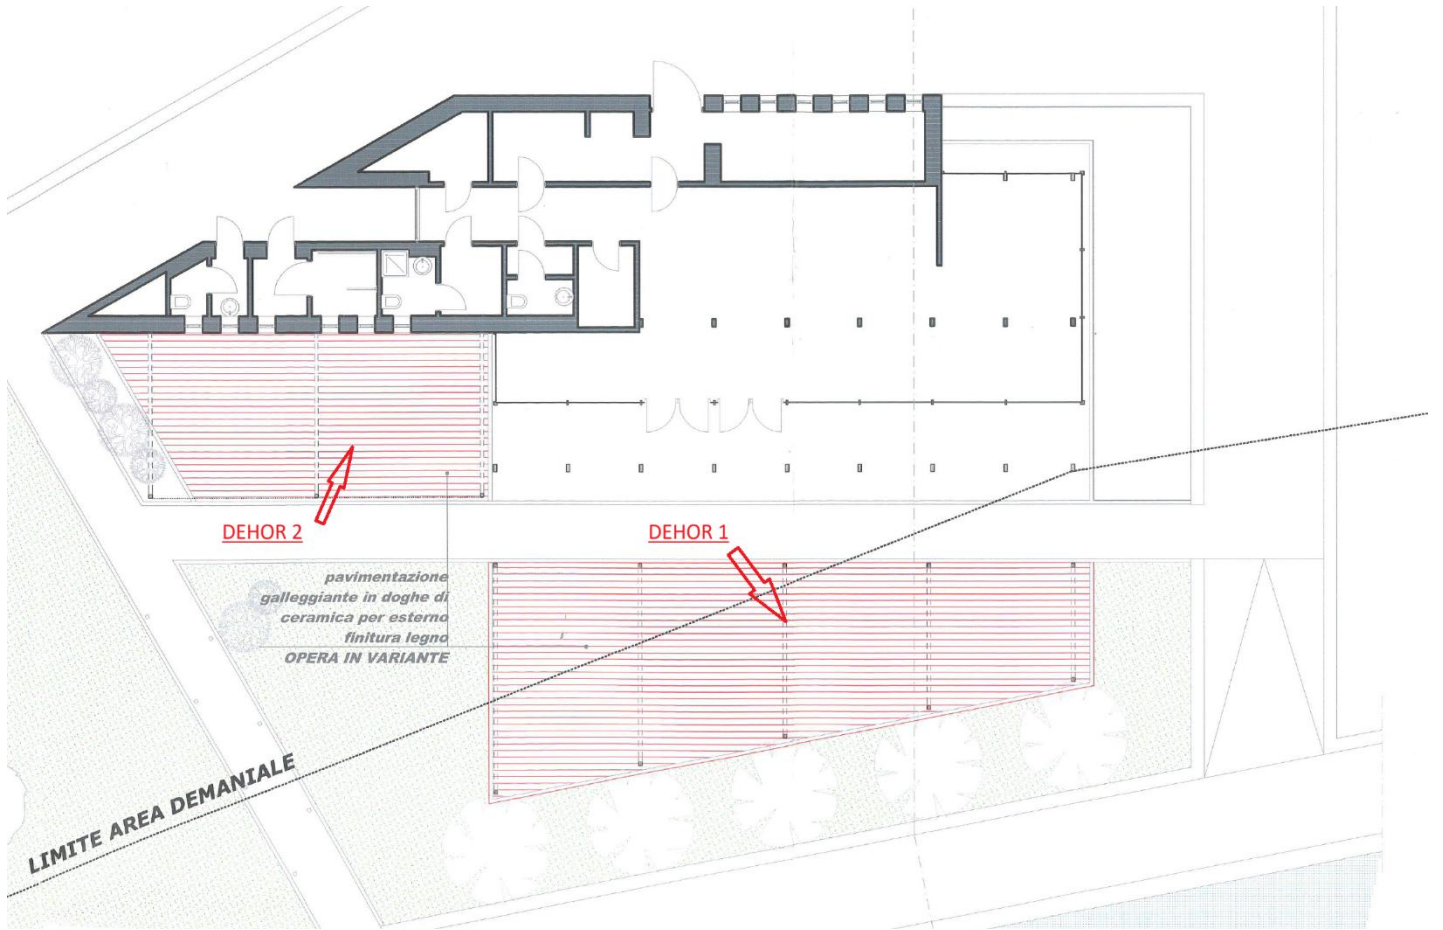 DEHOR 2
DEHOR 1
pavimentazione
galleggiante in doghe di
ceramica per esterno
finitura legno
OPERA IN VARIANTE
LIMITE AREA DEMANIALE